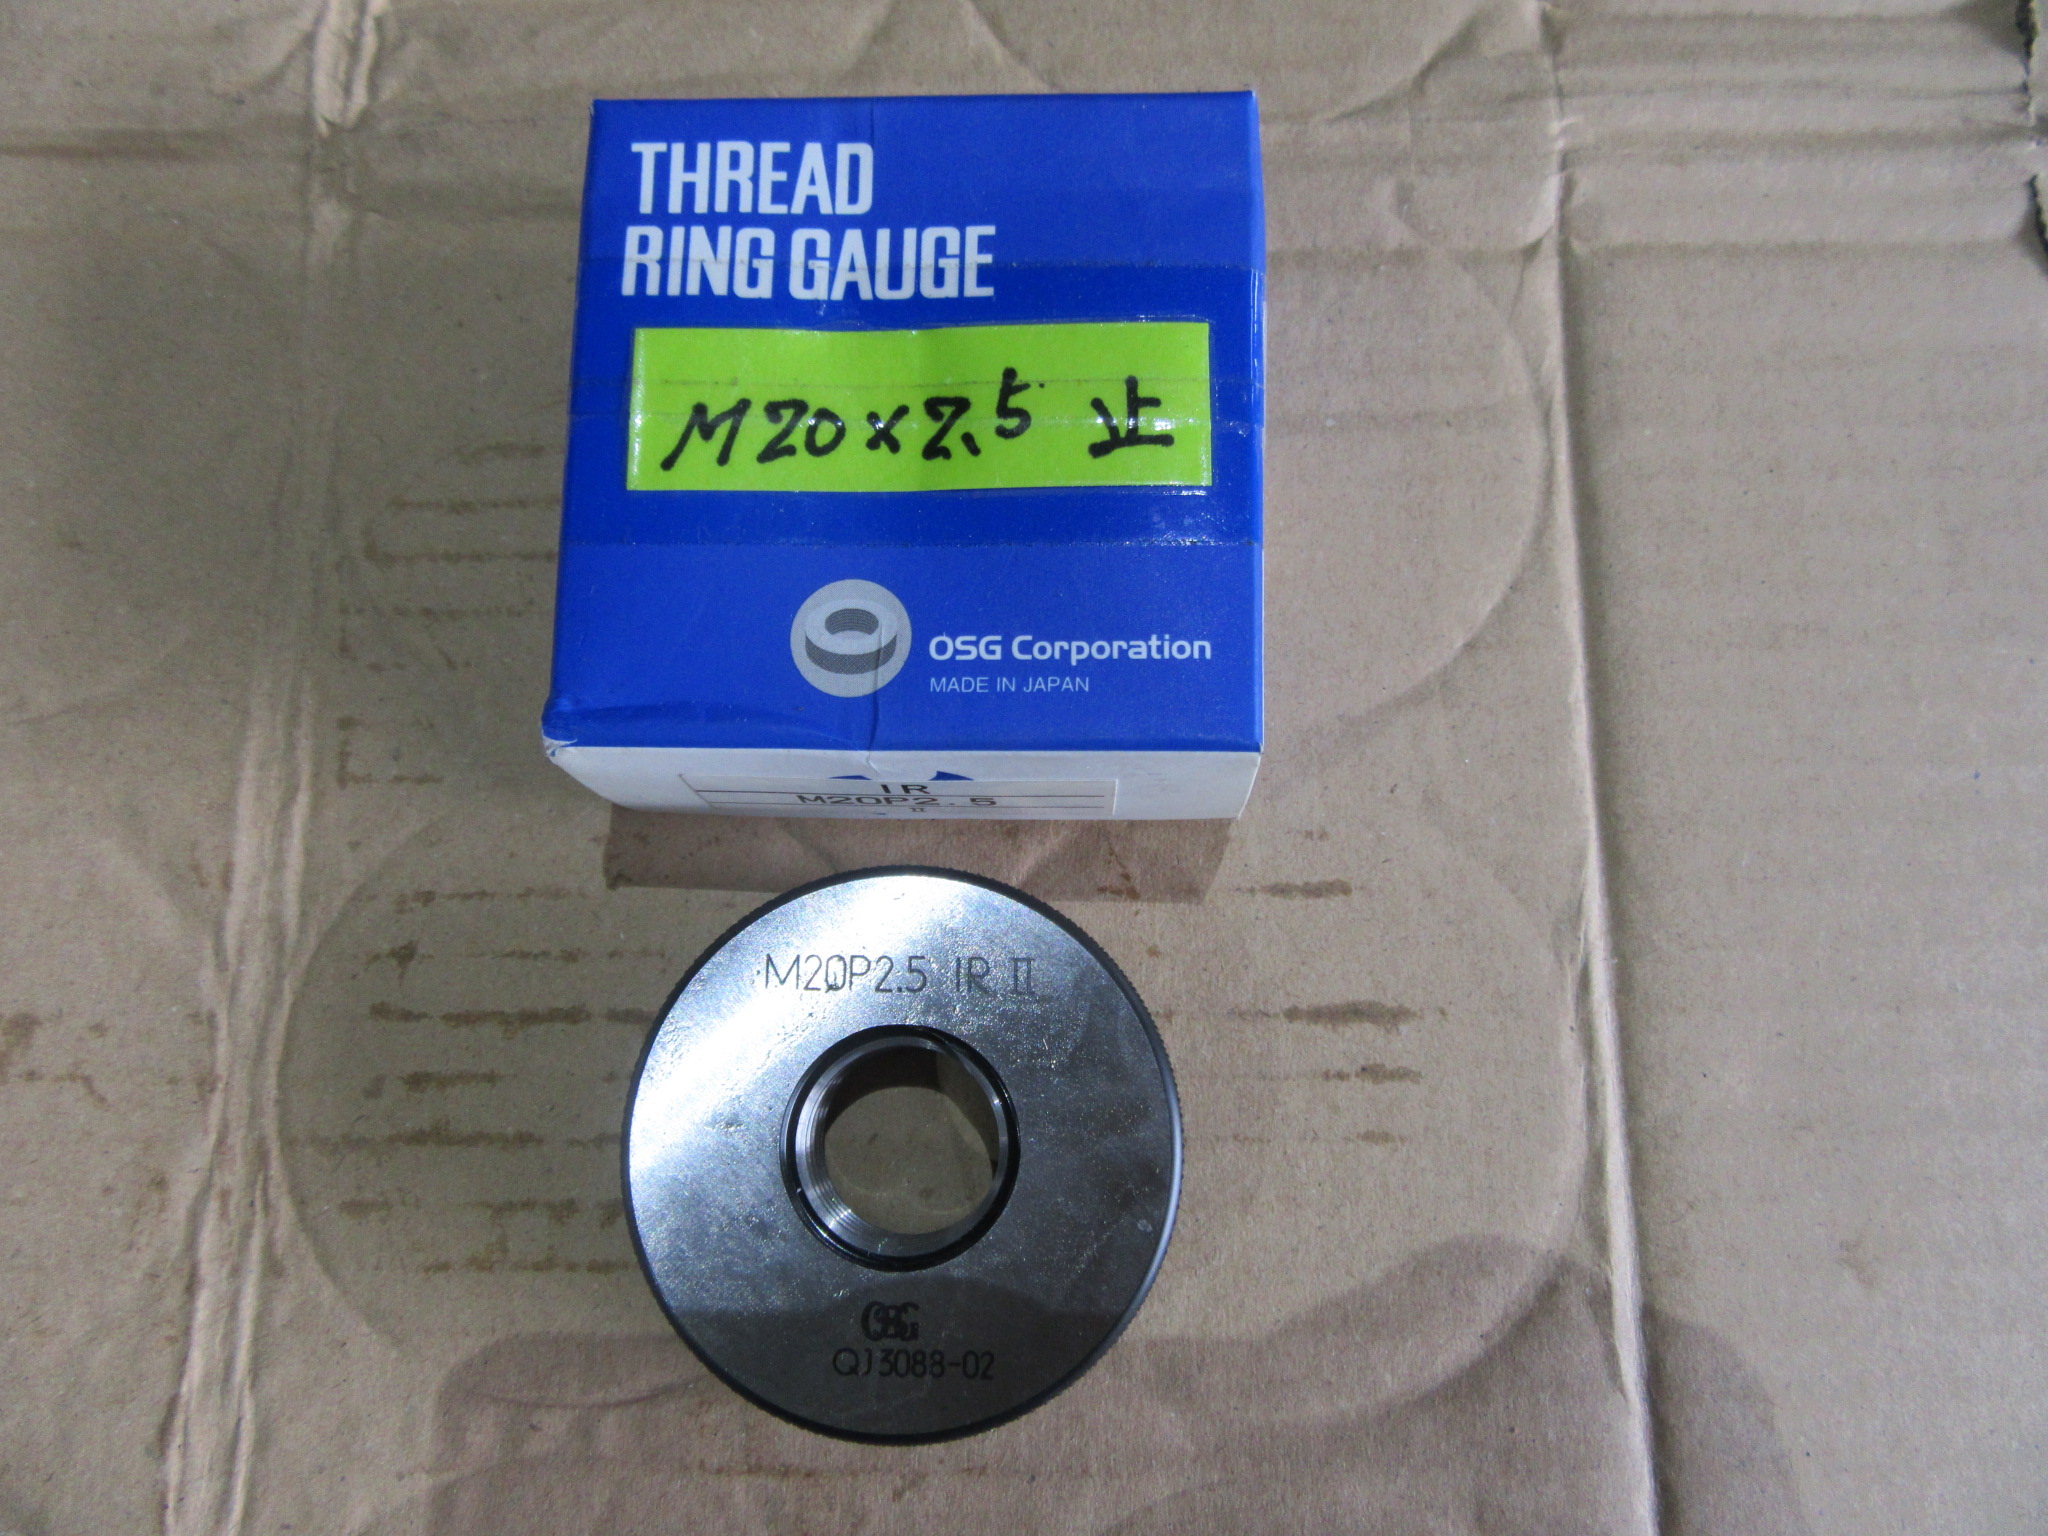 THREAD
RING GAUGE
M20×2.5 止
OSG Corporation
MADE IN JAPAN
IR
M20P2.5
II
M20P2.5 IR II
OSG
QJ3088-02